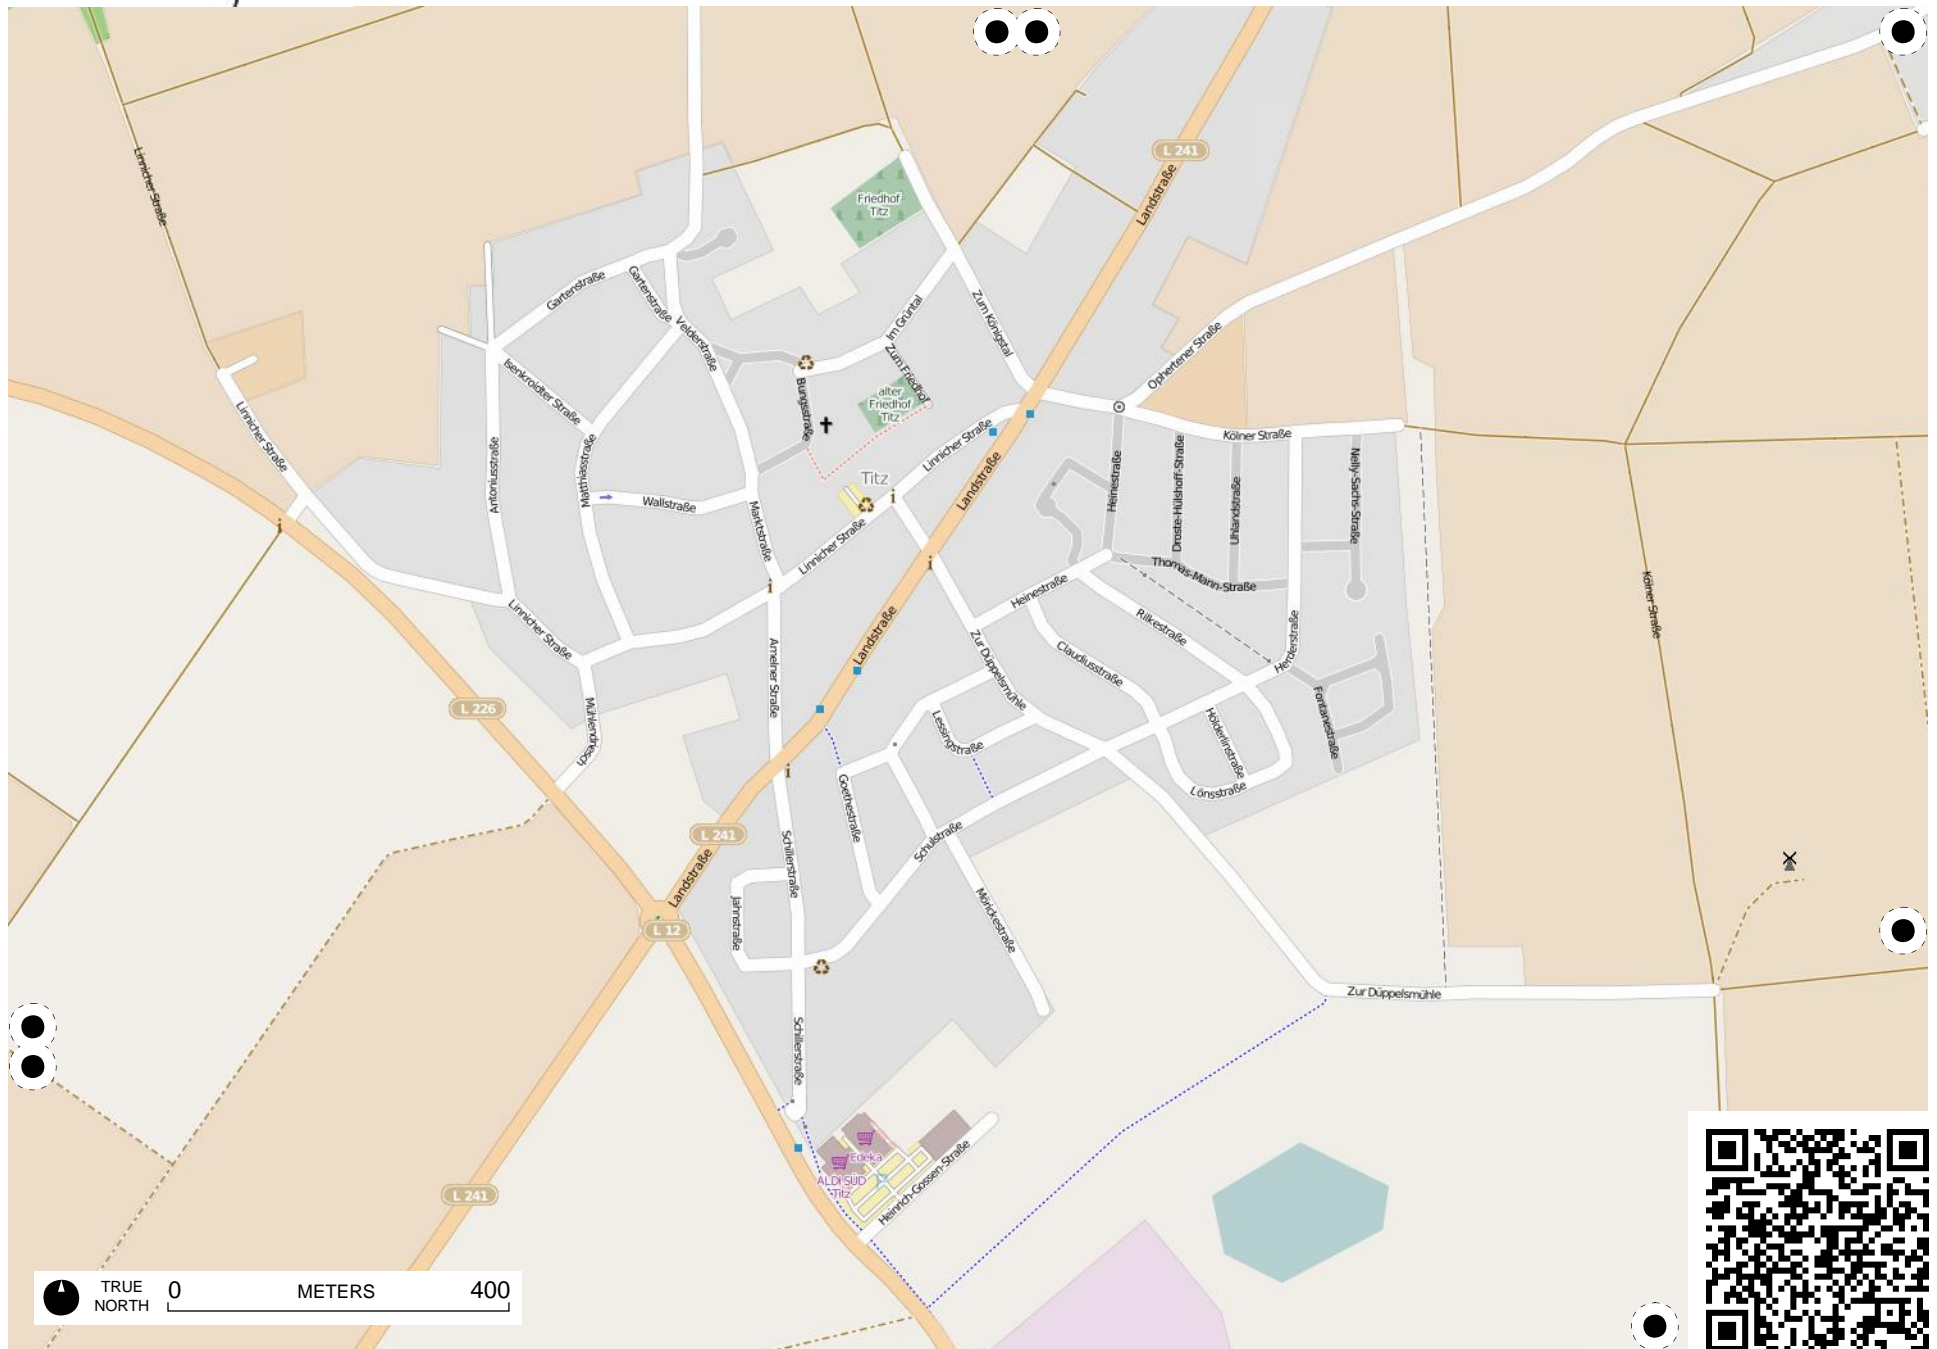 L 241
Linnicher Straße
Landstraße
Friedhof
Titz
Gartenstraße
Gartenstraße
Zum Königstal
Im Grüntal
Velderstraße
Ophertener Straße
Zum Friedhof
Isenkroidter Straße
Bungsstraße
alter
Friedhof
Titz
Linnicher Straße
Linnicher Straße
Kölner Straße
Matthiasstraße
Antoniusstraße
Landstraße
Heinestraße
Droste-Hülshoff-Straße
Uhlandstraße
Nelly-Sachs-Straße
Titz
Wallstraße
Marktstraße
Linnicher Straße
Thomas-Mann-Straße
Heinestraße
Kölner Straße
Linnicher Straße
Rilkestraße
Landstraße
Herderstraße
Amelner Straße
Zur Düppelsmühle
Claudiusstraße
L 226
Mühlendriesch
Lessingstraße
Hölderlinstraße
Fontanestraße
Lönsstraße
Goethestraße
L 241
Schulstraße
Schillerstraße
Landstraße
Jahnstraße
Mörickestraße
L 12
Zur Düppelsmühle
Schillerstraße
Edeka
ALDI SÜD
Titz
Heinrich-Gossen-Straße
L 241
TRUE
NORTH
0 METERS 400